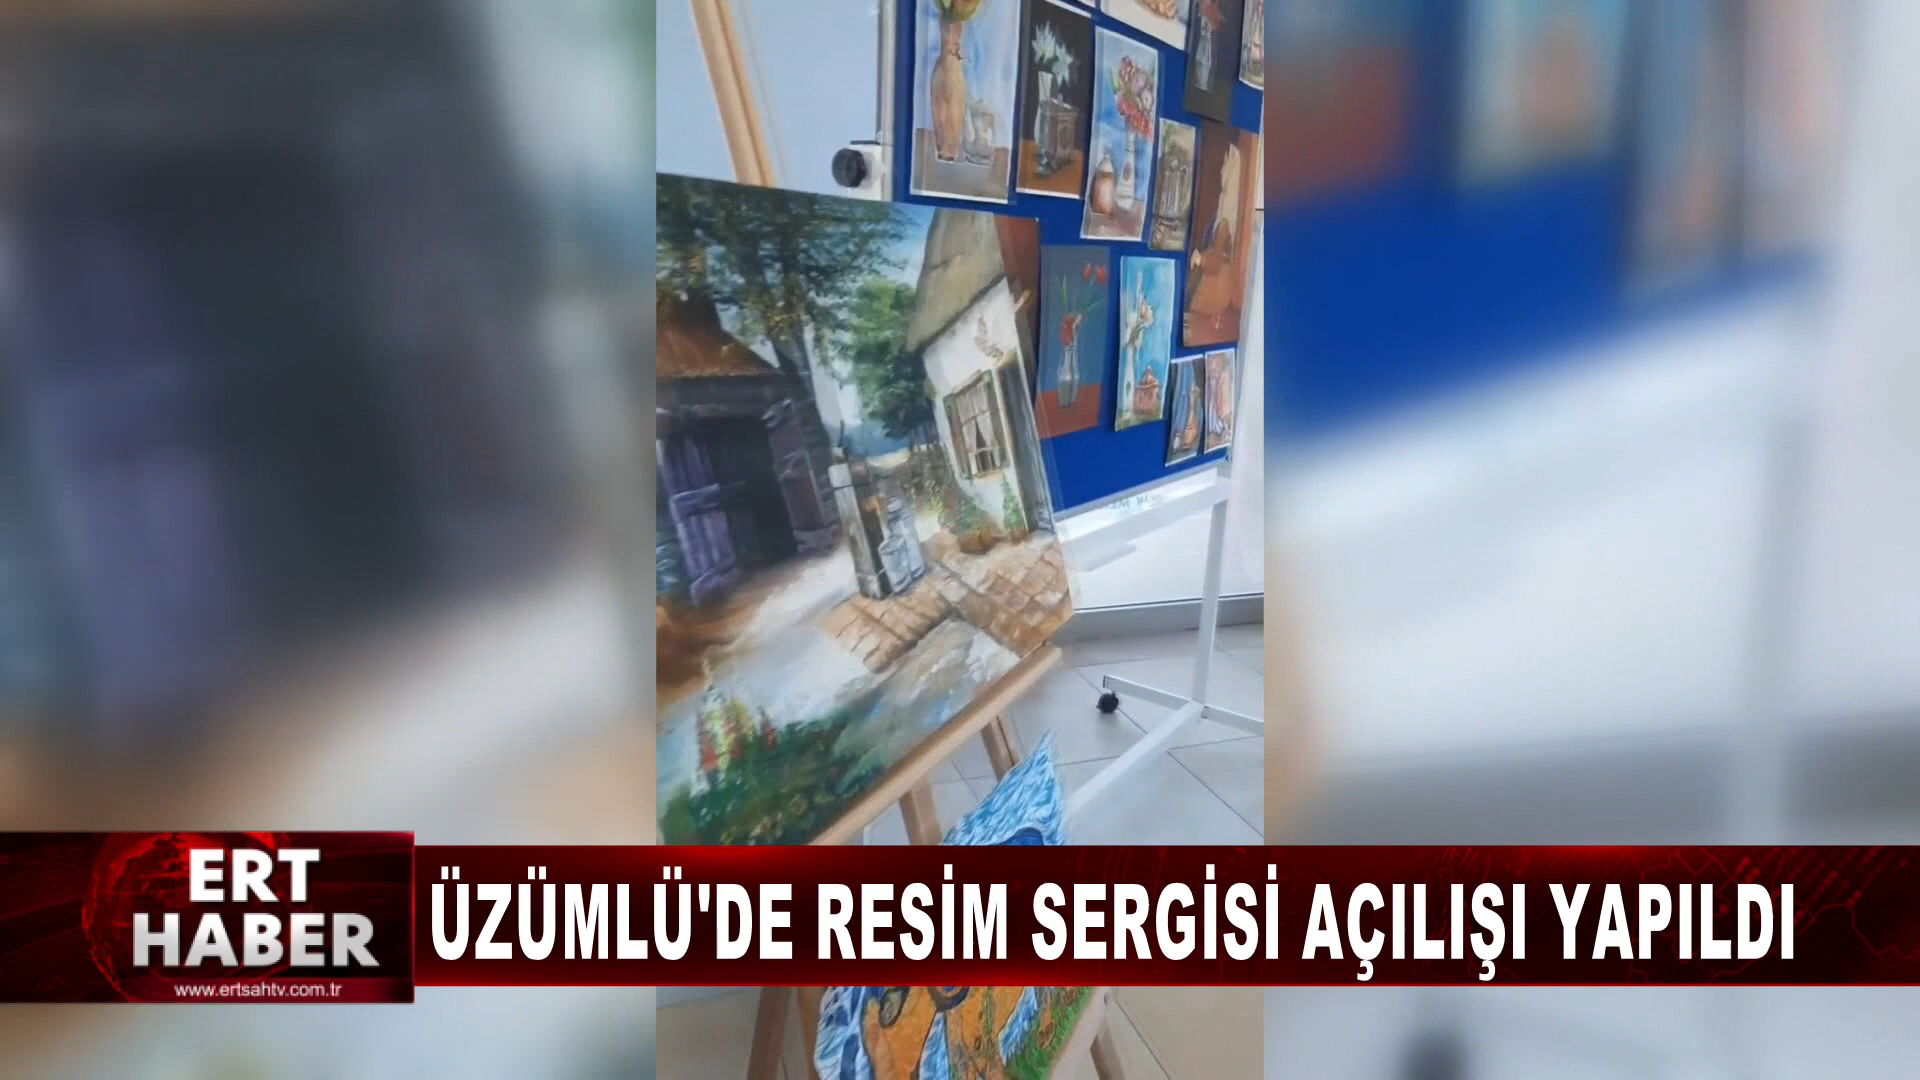 ERT
HABER
www.ertsahtv.com.tr
ÜZÜMLÜ'DE RESİM SERGİSİ AÇILIŞI YAPILDI